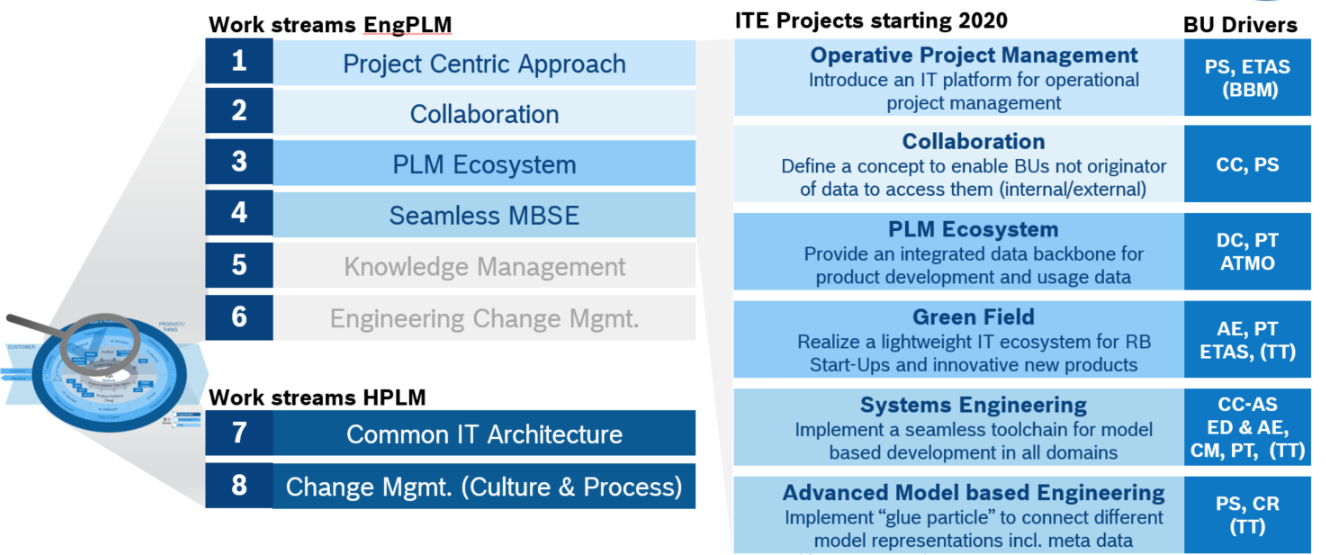 Work streams EngPLM
1 Project Centric Approach
2 Collaboration
3 PLM Ecosystem
4 Seamless MBSE
5 Knowledge Management
6 Engineering Change Mgmt.
Work streams HPLM
7 Common IT Architecture
8 Change Mgmt. (Culture & Process)
CUSTOMER
PRODUCT/
THING
ITE Projects starting 2020
BU Drivers
Operative Project Management
Introduce an IT platform for operational
project management
PS, ETAS
(BBM)
Collaboration
Define a concept to enable BUs not originator
of data to access them (internal/external)
CC, PS
PLM Ecosystem
Provide an integrated data backbone for
product development and usage data
DC, PT
ATMO
Green Field
Realize a lightweight IT ecosystem for RB
Start-Ups and innovative new products
AE, PT
ETAS, (TT)
Systems Engineering
Implement a seamless toolchain for model
based development in all domains
CC-AS
ED & AE,
CM, PT, (TT)
Advanced Model based Engineering
Implement “glue particle” to connect different
model representations incl. meta data
PS, CR
(TT)